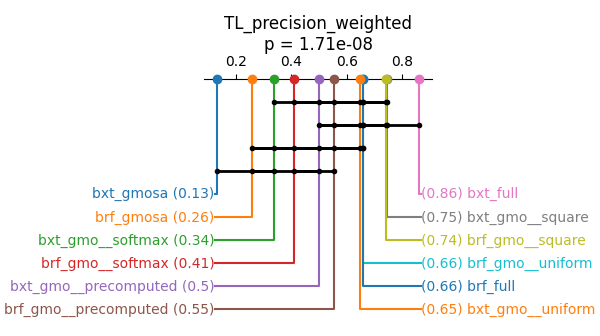 TL_precision_weighted
p = 1.71e-08
0.2 0.4 0.6 0.8
bxt_gmosa (0.13) (0.86) bxt_full
brf_gmosa (0.26) (0.75) bxt_gmo__square
bxt_gmo__softmax (0.34) (0.74) brf_gmo__square
brf_gmo__softmax (0.41) (0.66) brf_gmo__uniform
bxt_gmo__precomputed (0.5) (0.66) brf_full
brf_gmo__precomputed (0.55) (0.65) bxt_gmo__uniform